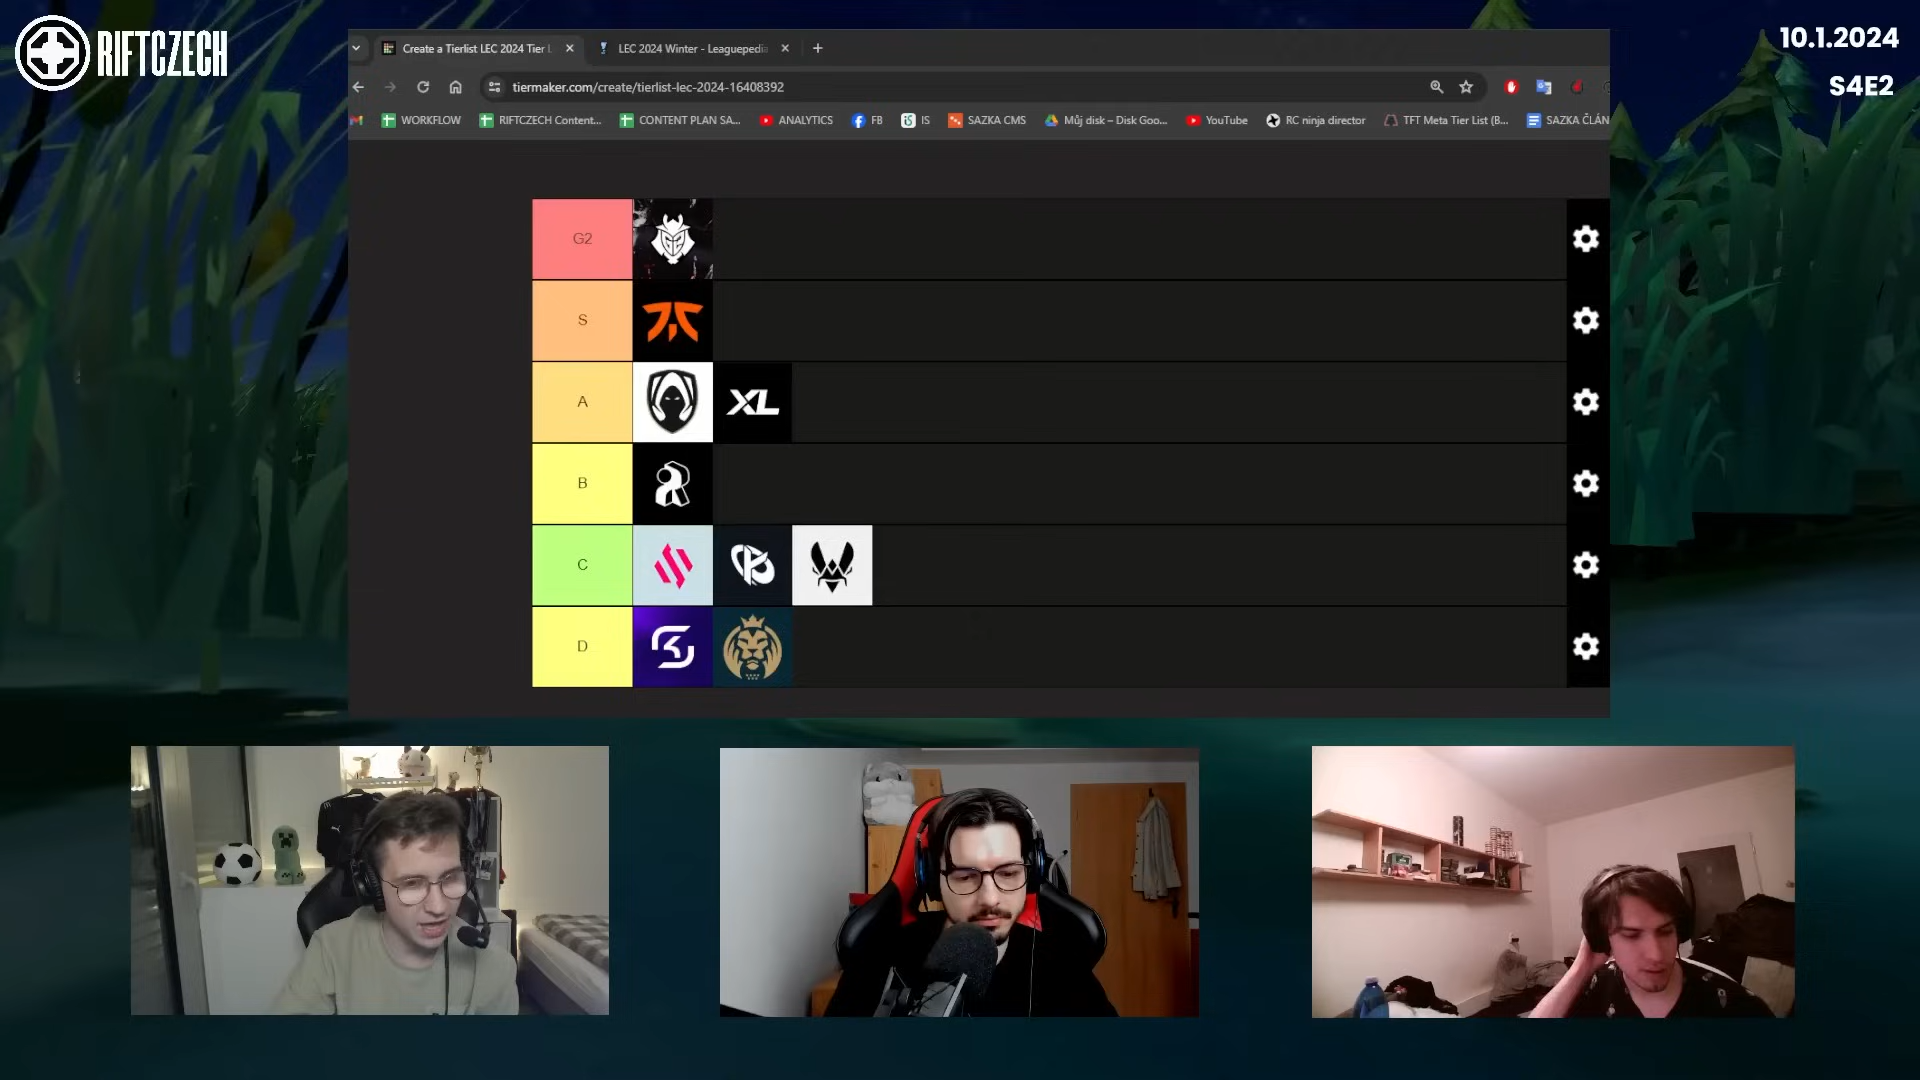 RIFTCZECH
10.1.2024
S4E2
Create a Tierlist LEC 2024 Tier L
LEC 2024 Winter - Leaguepedia
tiermaker.com/create/tierlist-lec-2024-16408392
WORKFLOW
RIFTCZECH Content...
CONTENT PLAN SA...
ANALYTICS
FB
IS
SAZKA CMS
Můj disk – Disk Goo...
YouTube
RC ninja director
TFT Meta Tier List (B...
SAZKA ČLÁN
G2
G2
S
A
XL
B
C
D